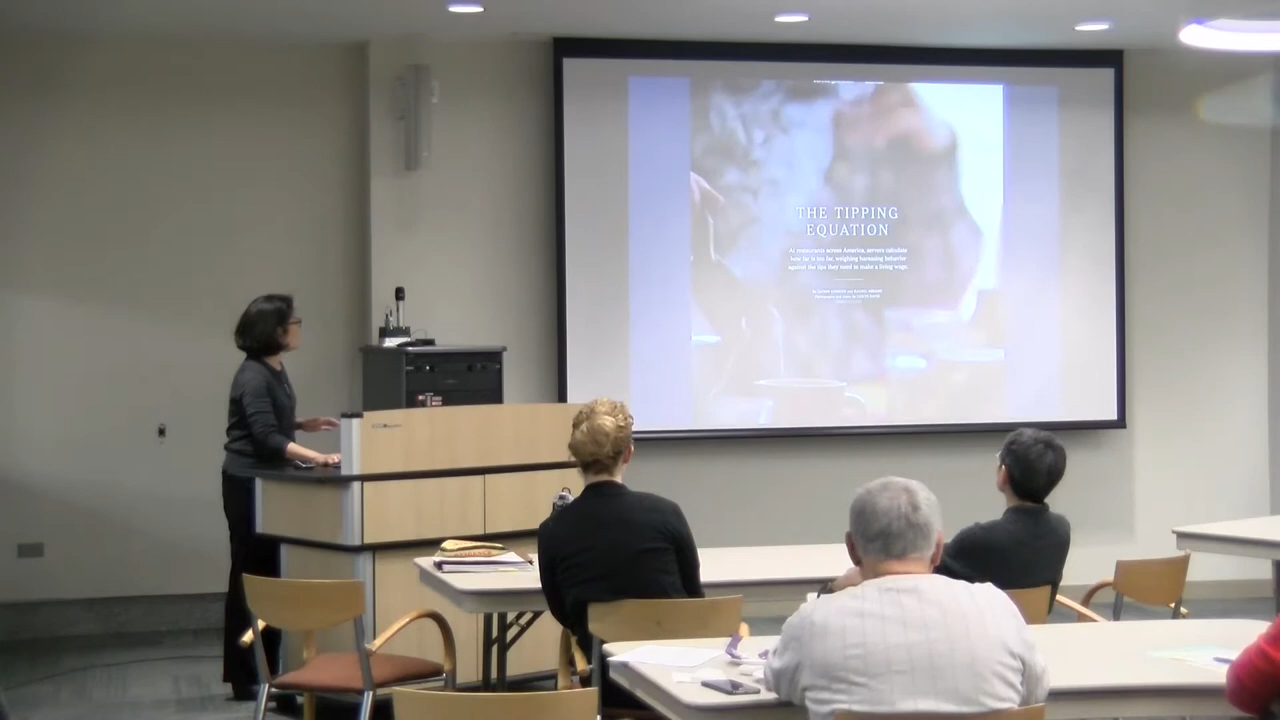 THE TIPPING
EQUATION
At restaurants across America, servers calculate
how far is too far, weighing harassing behavior
against the tips they need to make a living wage.